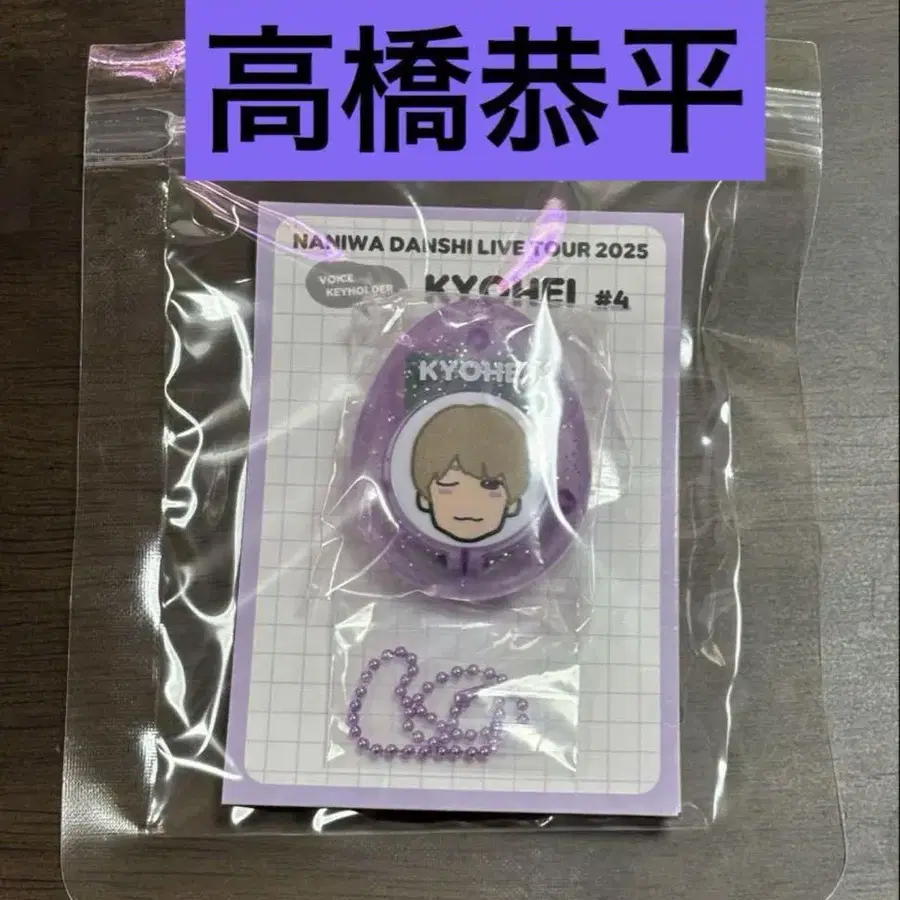 高橋恭平
NANIWA DANSHI LIVE TOUR 2025
VOICE
KEYHOLDER
KYOHEI #4
KYOHEI